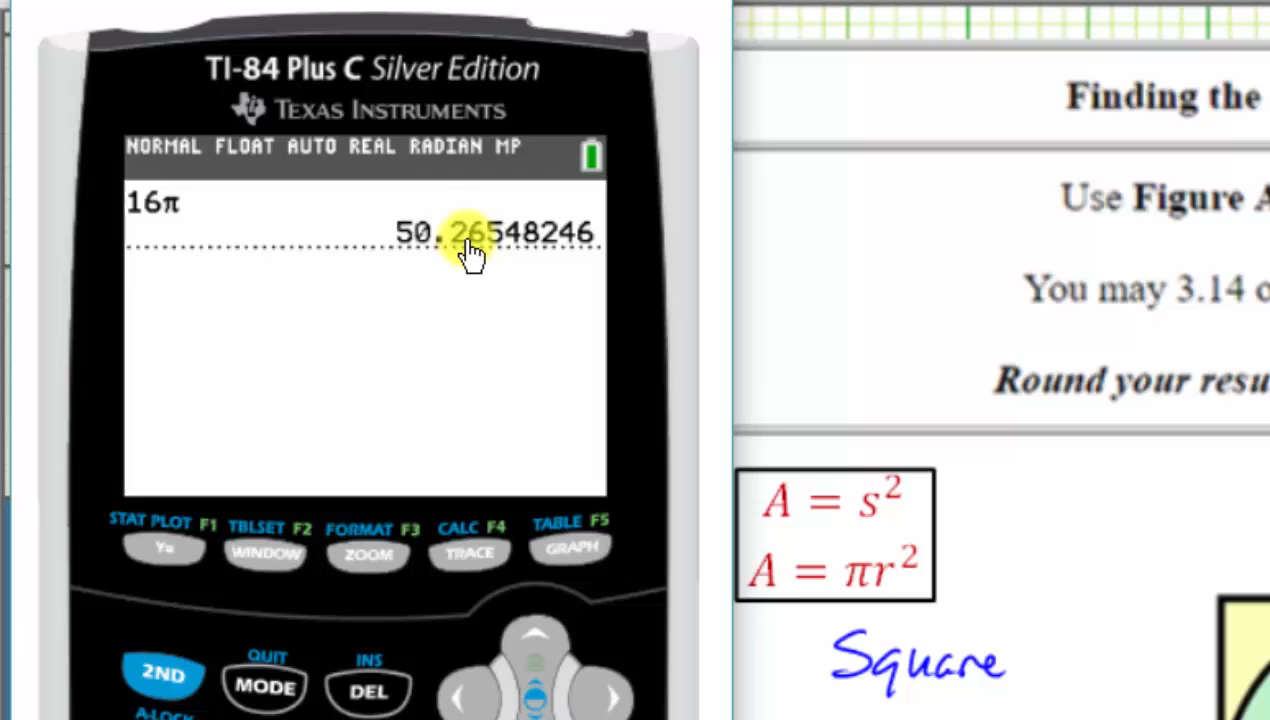 TI-84 Plus C Silver Edition
TEXAS INSTRUMENTS
NORMAL FLOAT AUTO REAL RADIAN MP
16π
50.26548246
STAT PLOT F1 TBLSET F2 FORMAT F3 CALC F4 TABLE F5
Y= WINDOW ZOOM TRACE GRAPH
QUIT INS
2ND MODE DEL
A-LOCK
Finding the
Use Figure A
You may 3.14 o
Round your resu
A = s²
A = πr²
Square